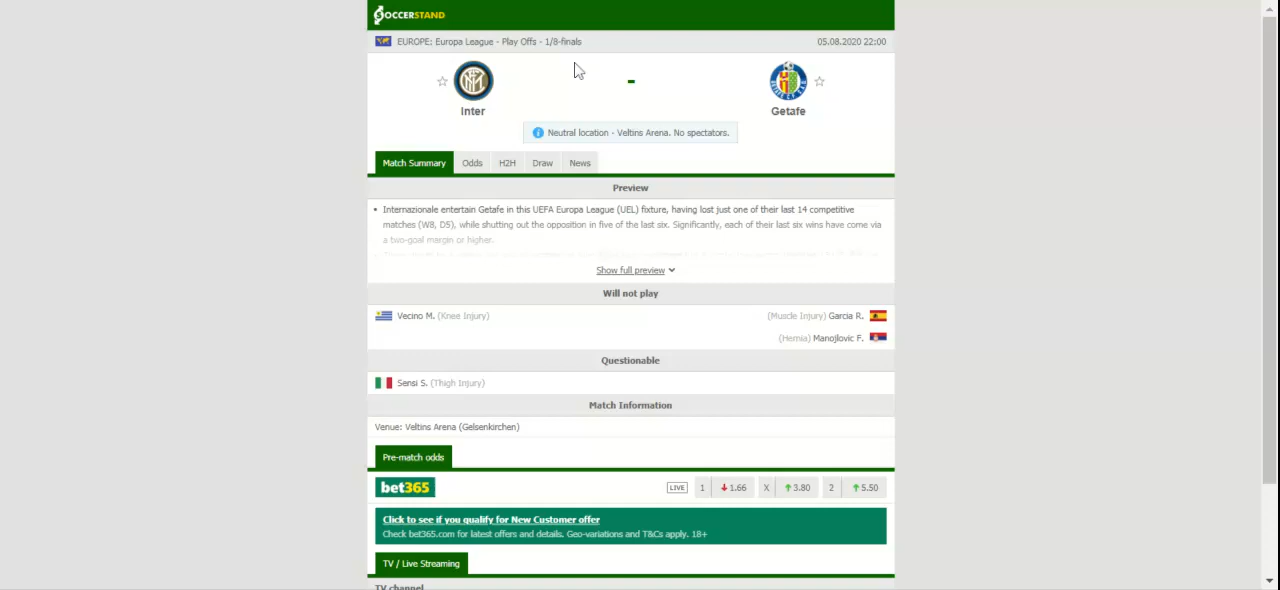 SOCCERSTAND
EUROPE: Europa League - Play Offs - 1/8-finals 05.08.2020 22:00
-
Inter Getafe
Neutral location - Veltins Arena. No spectators.
Match Summary Odds H2H Draw News
Preview
• Internazionale entertain Getafe in this UEFA Europa League (UEL) fixture, having lost just one of their last 14 competitive
matches (W8, D5), while shutting out the opposition in five of the last six. Significantly, each of their last six wins have come via
a two-goal margin or higher.
Show full preview
Will not play
Vecino M. (Knee Injury) (Muscle Injury) Garcia R.
(Hernia) Manojlovic F.
Questionable
Sensi S. (Thigh Injury)
Match Information
Venue: Veltins Arena (Gelsenkirchen)
Pre-match odds
bet365 LIVE 1 1.66 X 3.80 2 5.50
Click to see if you qualify for New Customer offer
Check bet365.com for latest offers and details. Geo-variations and T&Cs apply. 18+
TV / Live Streaming
TV channel